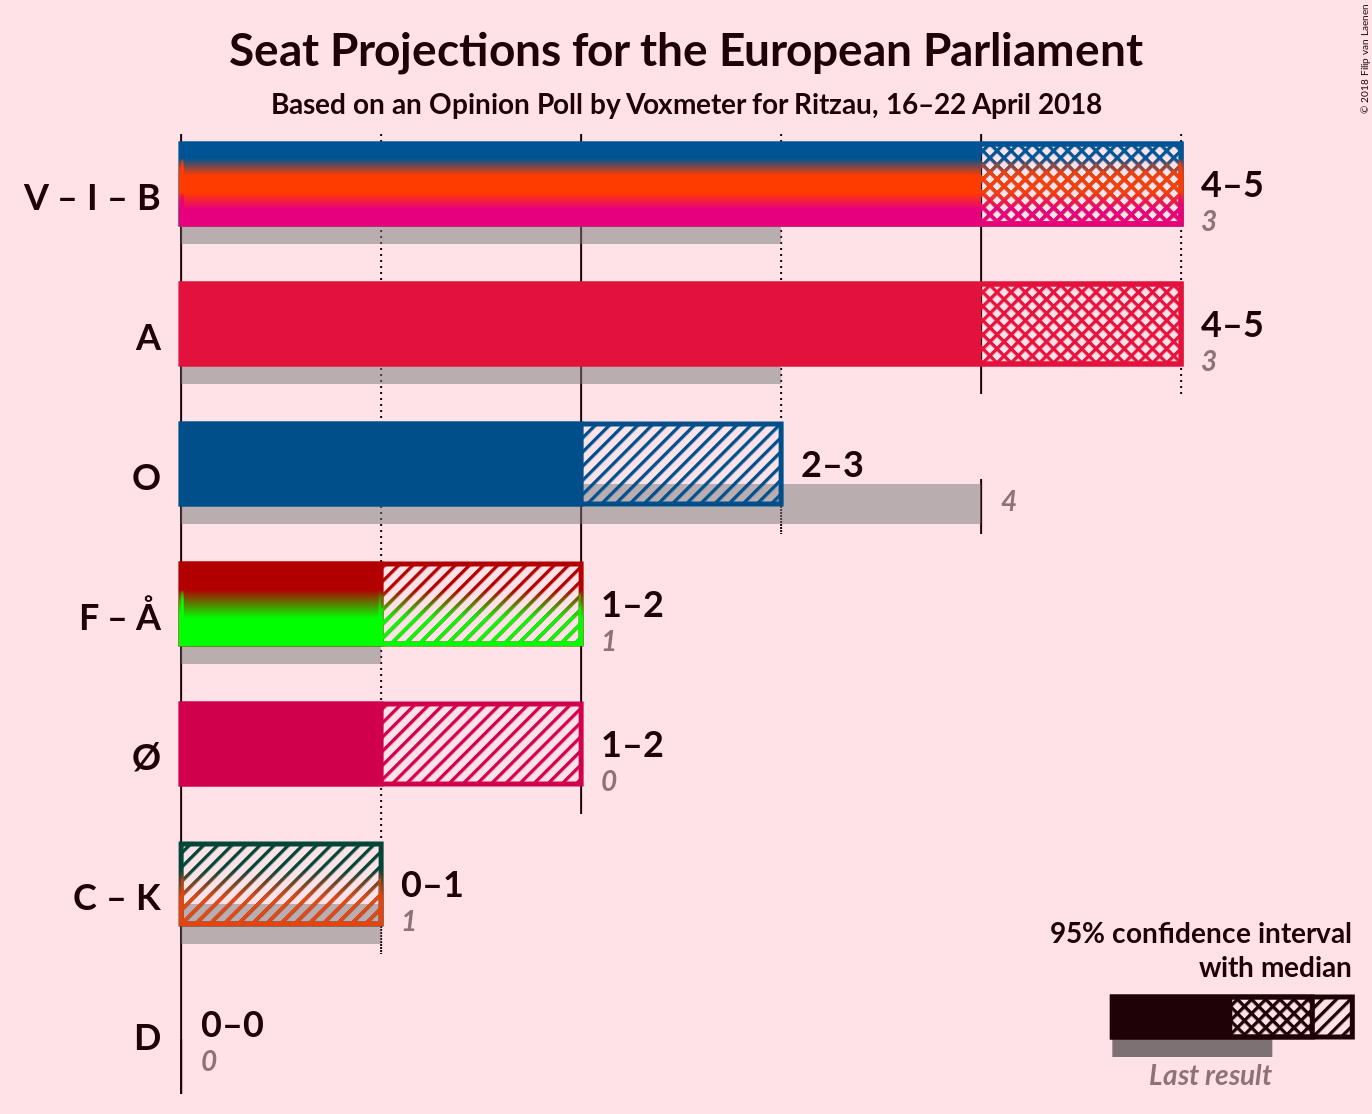 Seat Projections for the European Parliament
Based on an Opinion Poll by Voxmeter for Ritzau, 16–22 April 2018
© 2018 Filip van Laenen
V – I – B
4–5
3
A
4–5
3
O
2–3
4
F – Å
1–2
1
Ø
1–2
0
C – K
0–1
1
D
0–0
0
95% confidence interval
with median
Last result